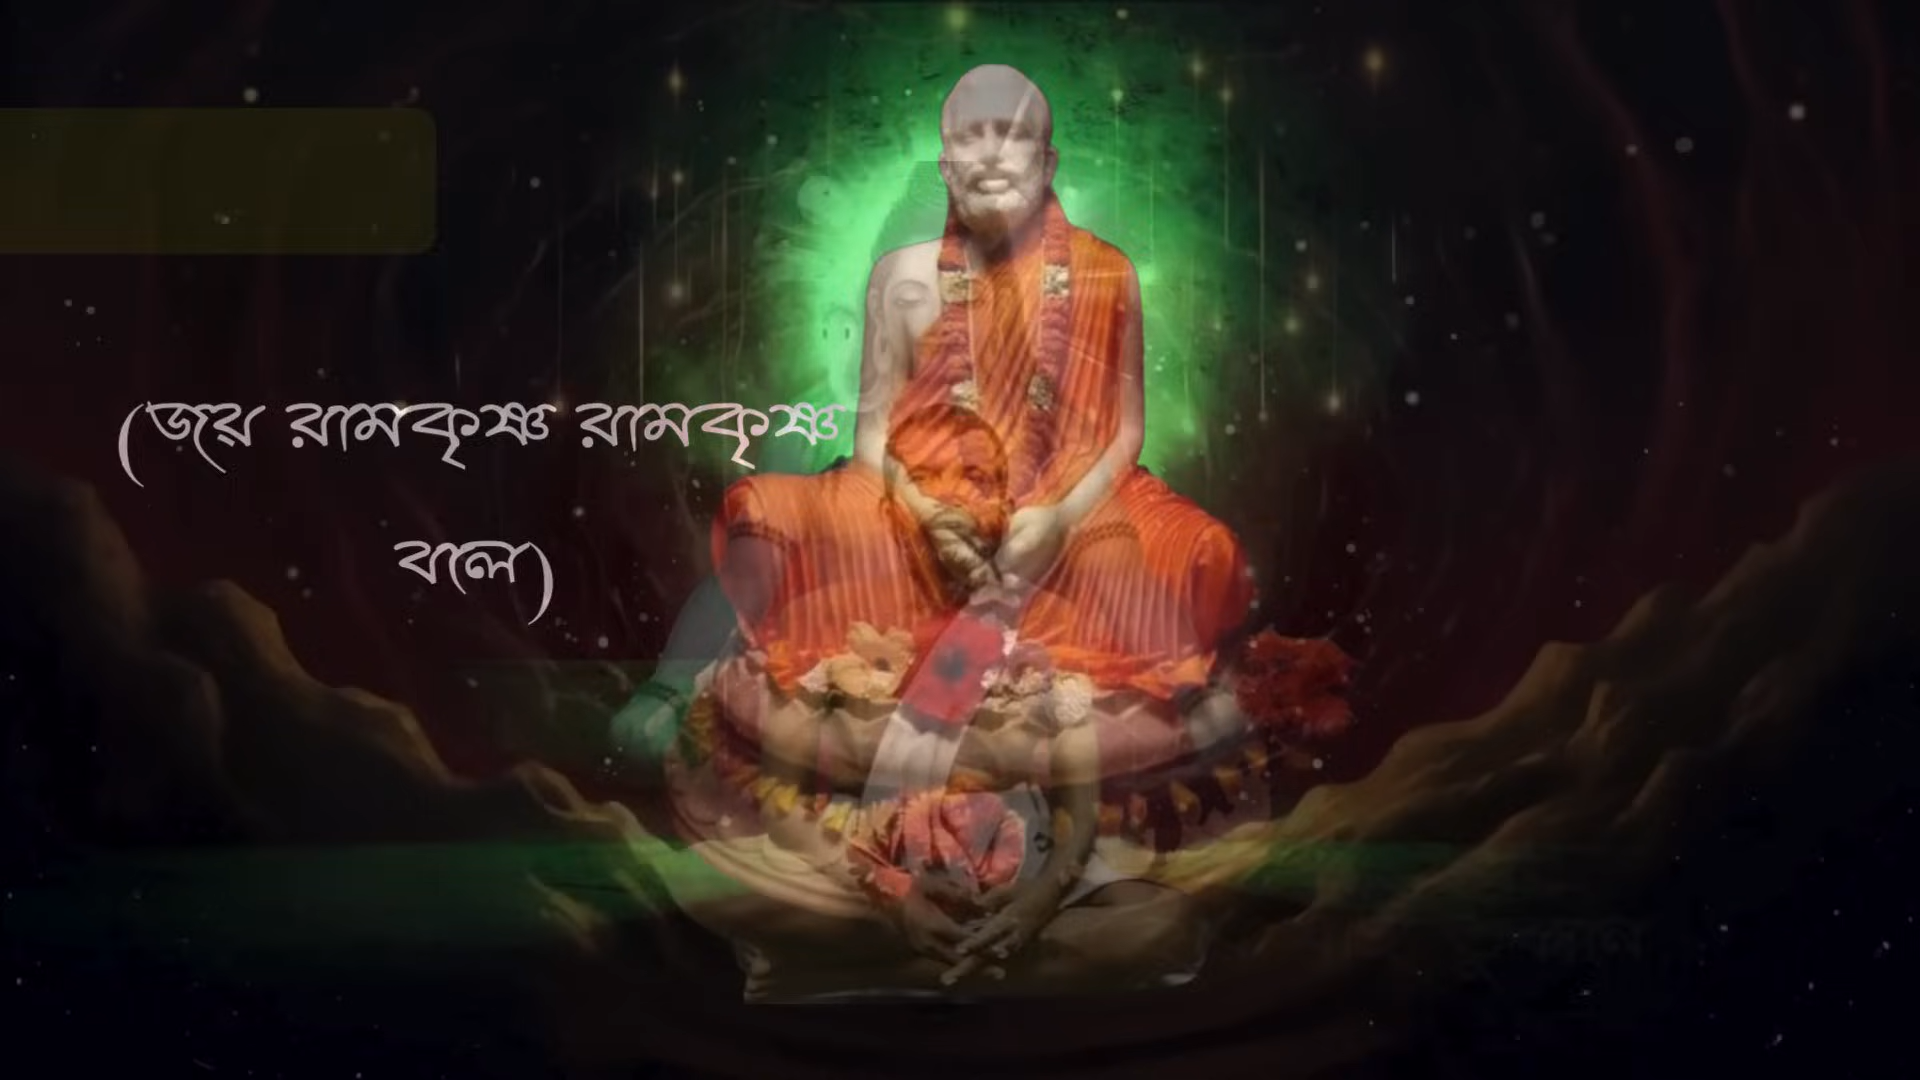 (জয় রামকৃষ্ণ রামকৃষ্ণ
বলে)